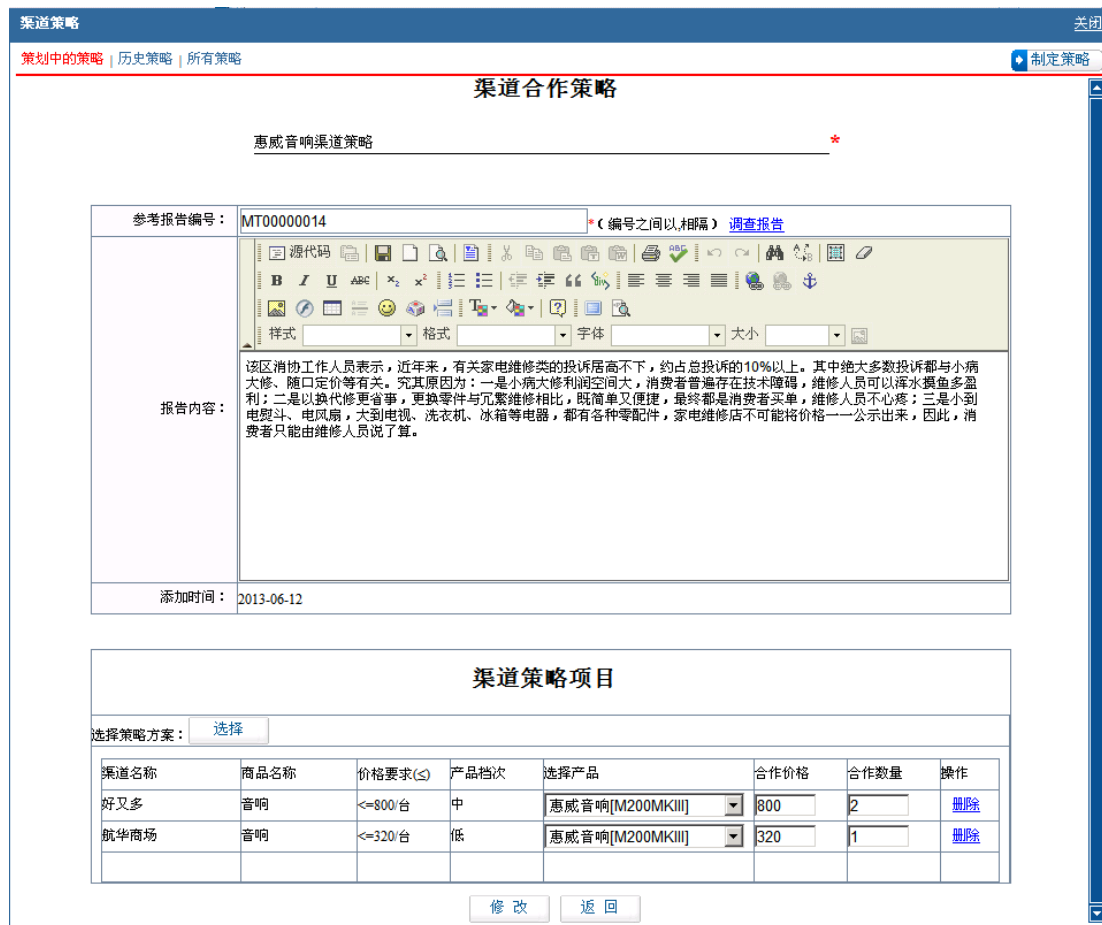 渠道策略 关闭
策划中的策略 | 历史策略 | 所有策略 制定策略
渠道合作策略
惠威音响渠道策略 *
参考报告编号： MT00000014 *( 编号之间以,相隔 ) 调查报告
源代码
样式 格式 字体 大小
报告内容：
该区消协工作人员表示，近年来，有关家电维修类的投诉居高不下，约占总投诉的10%以上。其中绝大多数投诉都与小病
大修、随口定价等有关。究其原因为：一是小病大修利润空间大，消费者普遍存在技术障碍，维修人员可以浑水摸鱼多盈
利；二是以换代修更省事，更换零件与冗繁维修相比，既简单又便捷，最终都是消费者买单，维修人员不心疼；三是小到
电熨斗、电风扇，大到电视、洗衣机、冰箱等电器，都有各种零配件，家电维修店不可能将价格一一公示出来，因此，消
费者只能由维修人员说了算。
添加时间： 2013-06-12
渠道策略项目
选择策略方案： 选择
渠道名称 商品名称 价格要求(≤) 产品档次 选择产品 合作价格 合作数量 操作
好又多 音响 <=800/台 中 惠威音响[M200MKIII] 800 2 删除
航华商场 音响 <=320/台 低 惠威音响[M200MKIII] 320 1 删除
修 改 返 回